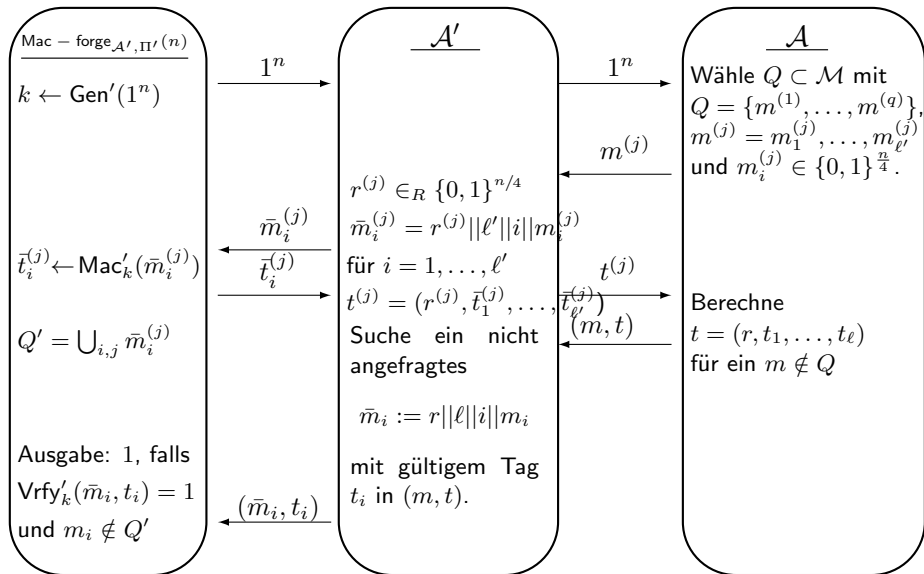 Mac − forge_{𝒜′,Π′}(n)
k ← Gen′(1^n)
t̄_i^{(j)} ← Mac′_k(m̄_i^{(j)})
Q′ = ⋃_{i,j} m̄_i^{(j)}
Ausgabe: 1, falls
Vrfy′_k(m̄_i, t_i) = 1
und m_i ∉ Q′
1^n
m̄_i^{(j)}
t̄_i^{(j)}
(m̄_i, t_i)
𝒜′
r^{(j)} ∈_R {0, 1}^{n/4}
m̄_i^{(j)} = r^{(j)}||ℓ′||i||m_i^{(j)}
für i = 1, . . . , ℓ′
t^{(j)} = (r^{(j)}, t̄_1^{(j)}, . . . , t̄_{ℓ′}^{(j)})
Suche ein nicht
angefragtes
m̄_i := r||ℓ||i||m_i
mit gültigem Tag
t_i in (m, t).
1^n
m^{(j)}
t^{(j)}
(m, t)
𝒜
Wähle Q ⊂ ℳ mit
Q = {m^{(1)}, . . . , m^{(q)}},
m^{(j)} = m_1^{(j)}, . . . , m_{ℓ′}^{(j)}
und m_i^{(j)} ∈ {0, 1}^{n/4}.
Berechne
t = (r, t_1, . . . , t_ℓ)
für ein m ∉ Q